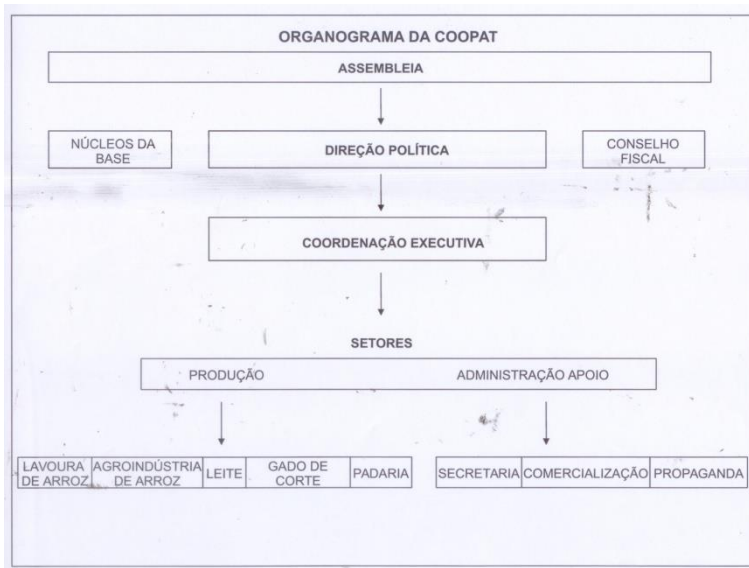 ORGANOGRAMA DA COOPAT
ASSEMBLEIA
NÚCLEOS DA
BASE
DIREÇÃO POLÍTICA
CONSELHO
FISCAL
COORDENAÇÃO EXECUTIVA
SETORES
PRODUÇÃO
ADMINISTRAÇÃO APOIO
LAVOURA
DE ARROZ
AGROINDÚSTRIA
DE ARROZ
LEITE
GADO DE
CORTE
PADARIA
SECRETARIA
COMERCIALIZAÇÃO
PROPAGANDA